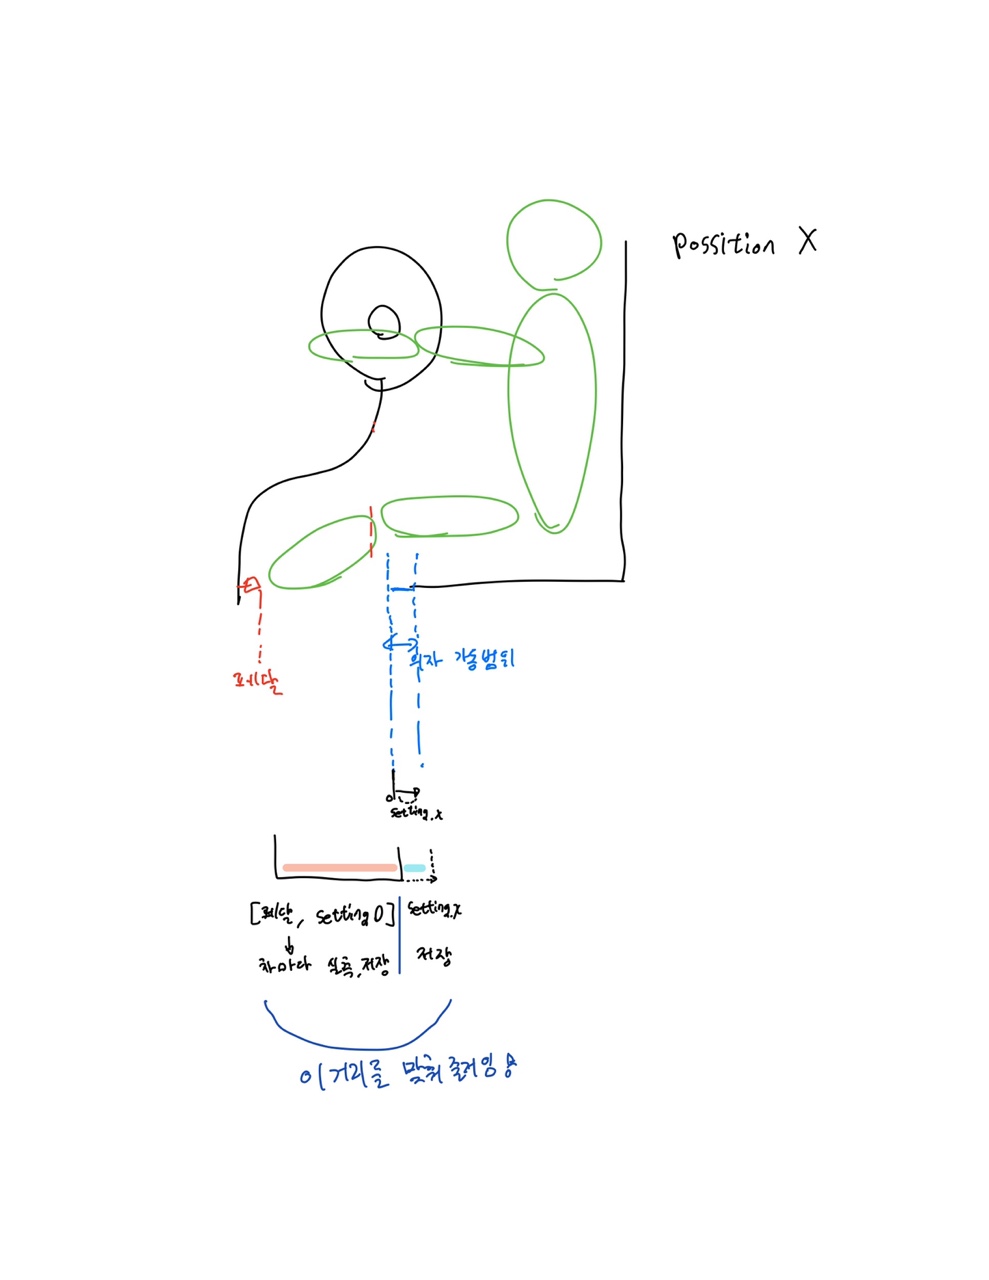 possition X
의자 가동범위
페달
0
setting.x
[페달, setting 0] setting.x
차마다 실측,저장 저장
이거리를 맞춰줄거임용